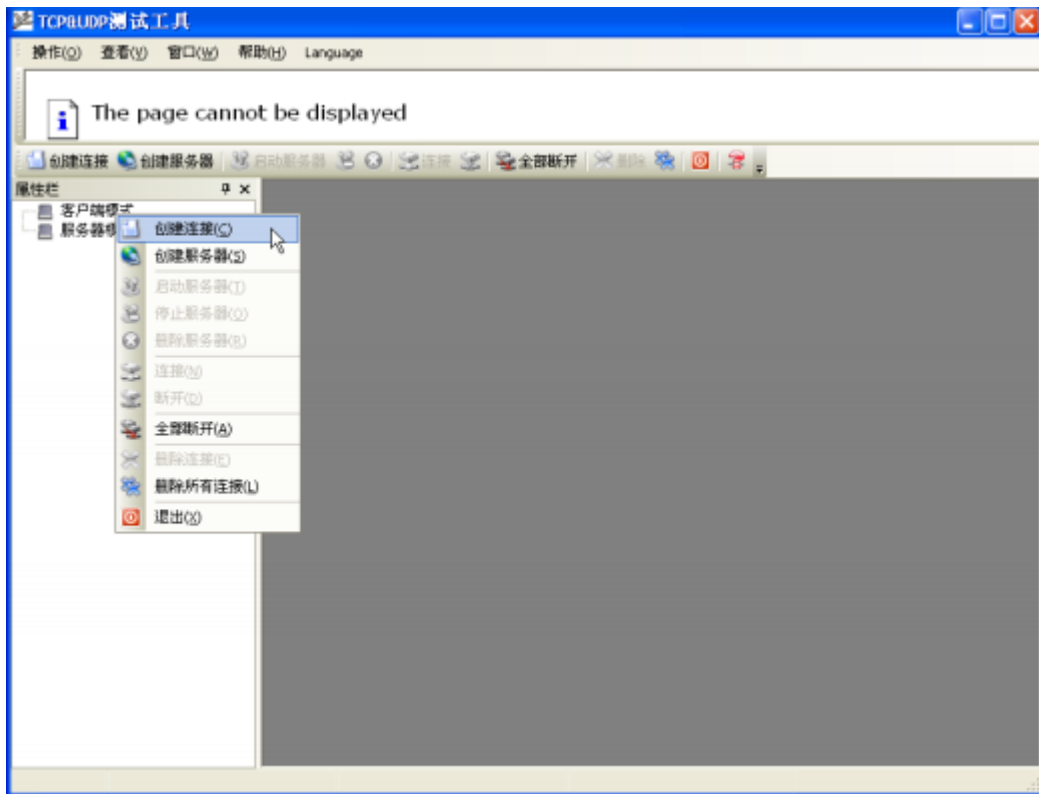 TCP&UDP测试工具
操作(O) 查看(V) 窗口(W) 帮助(H) Language
The page cannot be displayed
创建连接 创建服务器 启动服务器 连接 全部断开 删除
属性栏
客户端模式
服务器模
创建连接(C)
创建服务器(S)
启动服务器(T)
停止服务器(O)
删除服务器(R)
连接(N)
断开(D)
全部断开(A)
删除连接(E)
删除所有连接(L)
退出(X)